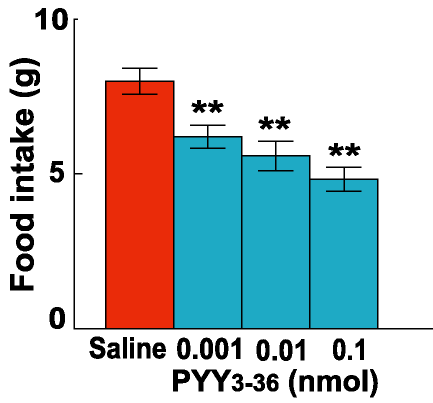 10
Food intake (g)
**
**
**
5
0
Saline 0.001 0.01 0.1
PYY3-36 (nmol)